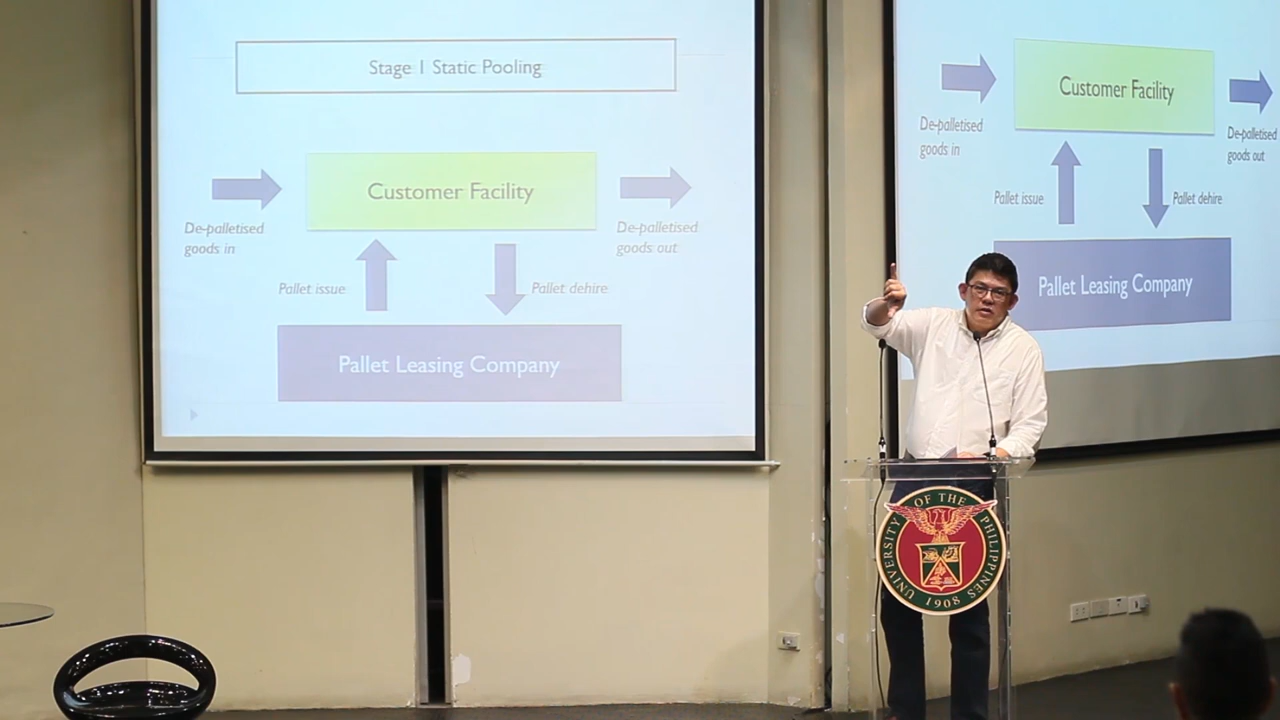 Stage 1 Static Pooling
Customer Facility
De-palletised
goods in
De-palletised
goods out
Pallet issue
Pallet dehire
Pallet Leasing Company
Customer Facility
De-palletised
goods in
De-palletised
goods out
Pallet issue
Pallet dehire
Pallet Leasing Company
UNIVERSITY OF THE PHILIPPINES
1908